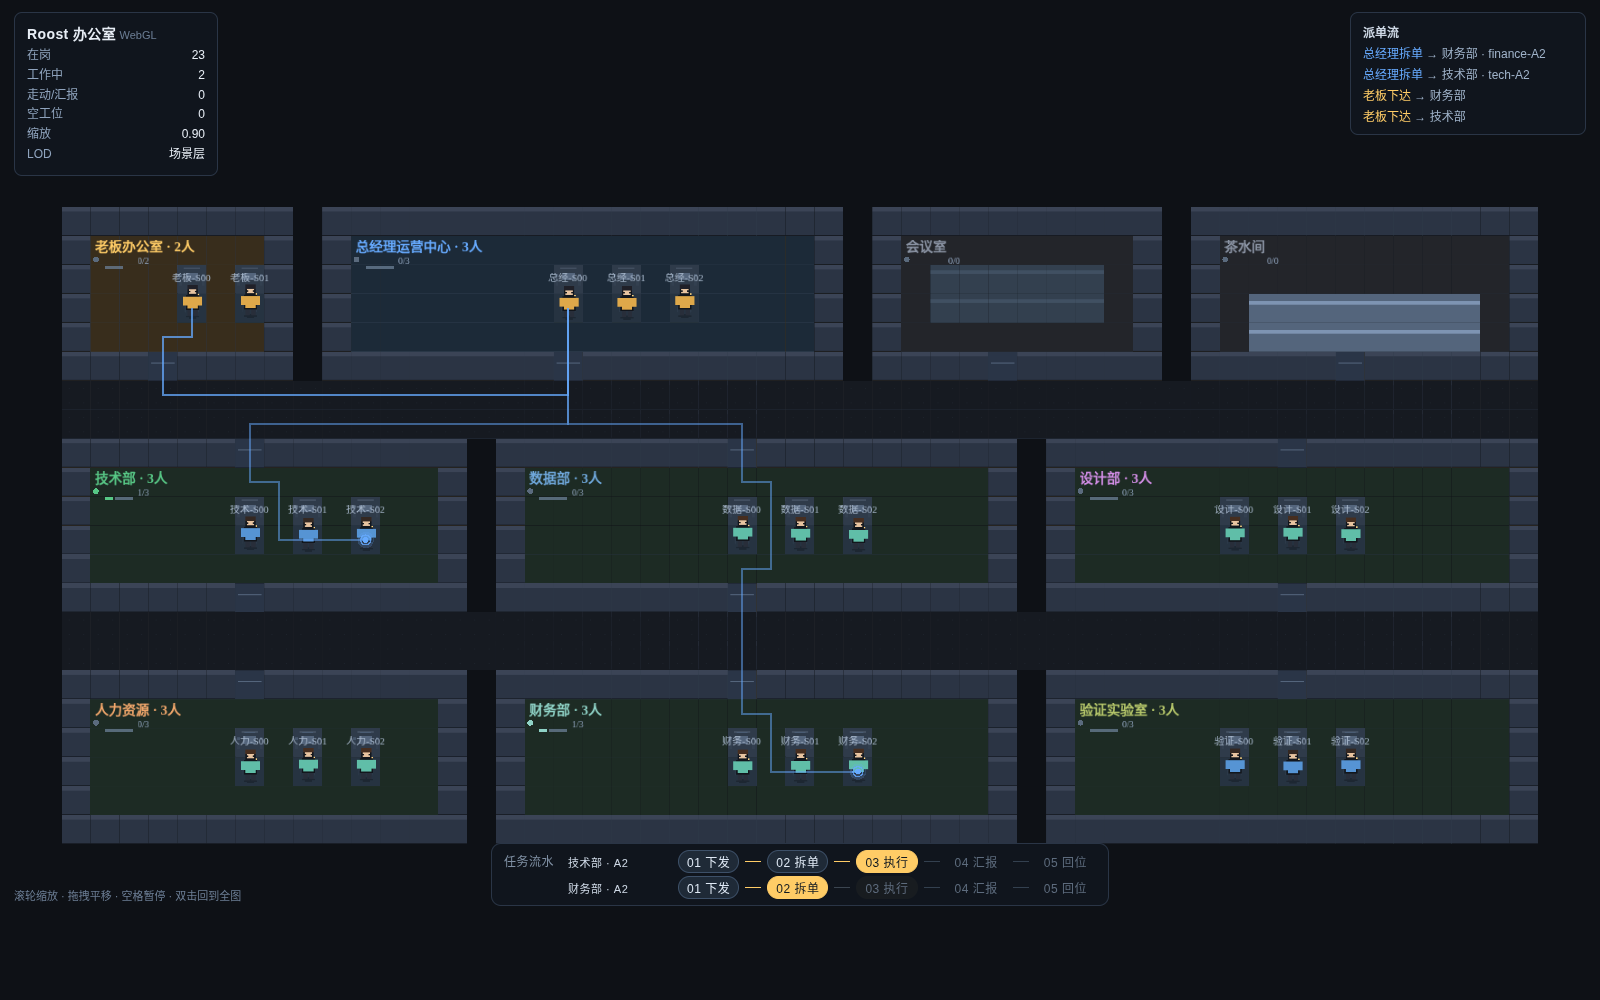 Roost 办公室 WebGL
在岗 23
工作中 2
走动/汇报 0
空工位 0
缩放 0.90
LOD 场景层
派单流
总经理拆单 → 财务部 · finance-A2
总经理拆单 → 技术部 · tech-A2
老板下达 → 财务部
老板下达 → 技术部
老板办公室 · 2人
0/2
老板-S00 老板-S01
总经理运营中心 · 3人
0/3
总经-S00 总经-S01 总经-S02
会议室
0/0
茶水间
0/0
技术部 · 3人
1/3
技术-S00 技术-S01 技术-S02
数据部 · 3人
0/3
数据-S00 数据-S01 数据-S02
设计部 · 3人
0/3
设计-S00 设计-S01 设计-S02
人力资源 · 3人
0/3
人力-S00 人力-S01 人力-S02
财务部 · 3人
1/3
财务-S00 财务-S01 财务-S02
验证实验室 · 3人
0/3
验证-S00 验证-S01 验证-S02
任务流水 技术部 · A2 01 下发 02 拆单 03 执行 04 汇报 05 回位
财务部 · A2 01 下发 02 拆单 03 执行 04 汇报 05 回位
滚轮缩放 · 拖拽平移 · 空格暂停 · 双击回到全图